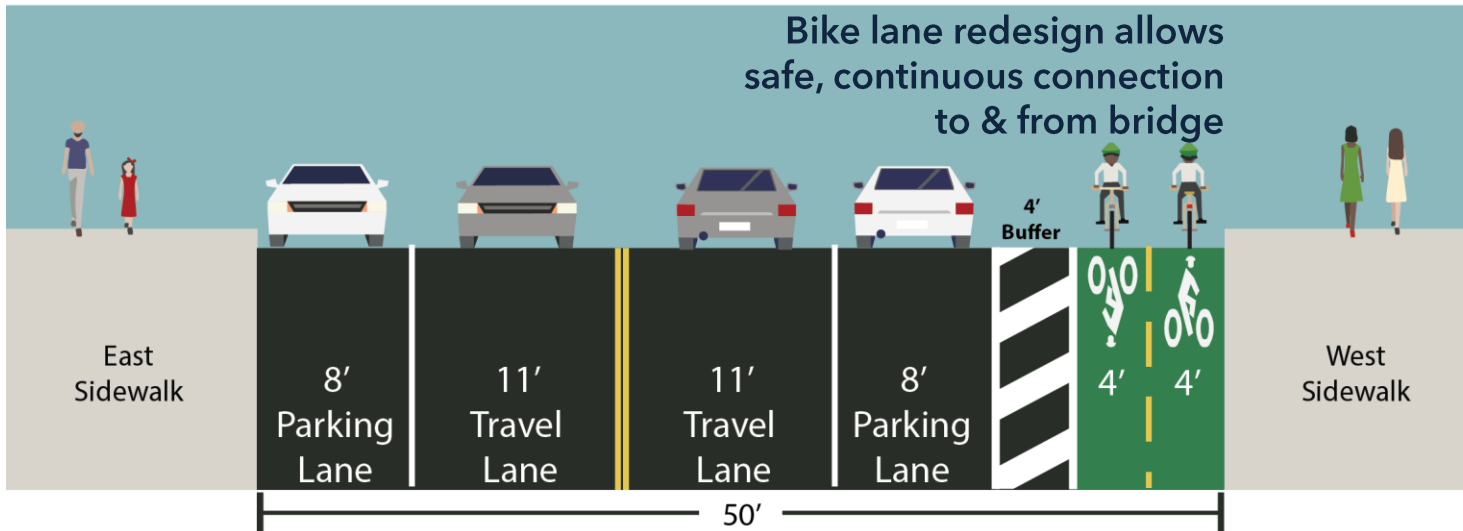 Bike lane redesign allows
safe, continuous connection
to & from bridge
4’
Buffer
East
Sidewalk
8’
Parking
Lane
11’
Travel
Lane
11’
Travel
Lane
8’
Parking
Lane
4’
4’
West
Sidewalk
50’